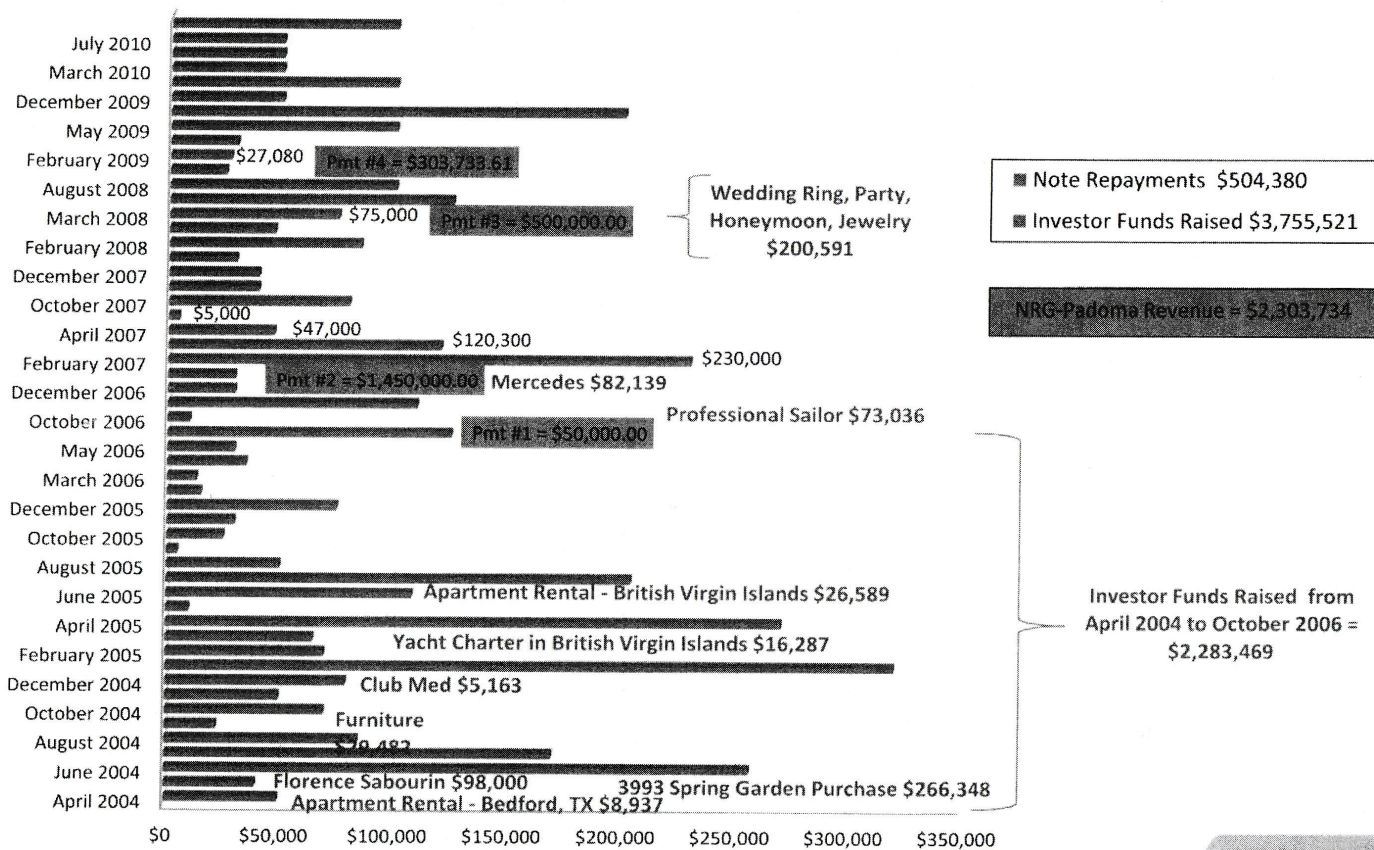 July 2010
March 2010
December 2009
May 2009
February 2009
$27,080
Pmt #4 = $303,733.61
August 2008
March 2008
$75,000
Pmt #3 = $500,000.00
Wedding Ring, Party,
Honeymoon, Jewelry
$200,591
February 2008
December 2007
October 2007
$5,000
April 2007
$47,000
$120,300
February 2007
$230,000
Pmt #2 = $1,450,000.00
Mercedes $82,139
December 2006
Professional Sailor $73,036
October 2006
Pmt #1 = $50,000.00
May 2006
March 2006
December 2005
October 2005
August 2005
June 2005
Apartment Rental - British Virgin Islands $26,589
April 2005
Yacht Charter in British Virgin Islands $16,287
February 2005
December 2004
Club Med $5,163
October 2004
Furniture
$29,482
August 2004
June 2004
Florence Sabourin $98,000
3993 Spring Garden Purchase $266,348
April 2004
Apartment Rental - Bedford, TX $8,937
$0 $50,000 $100,000 $150,000 $200,000 $250,000 $300,000 $350,000
Note Repayments $504,380
Investor Funds Raised $3,755,521
NRG-Padoma Revenue = $2,303,734
Investor Funds Raised from
April 2004 to October 2006 =
$2,283,469